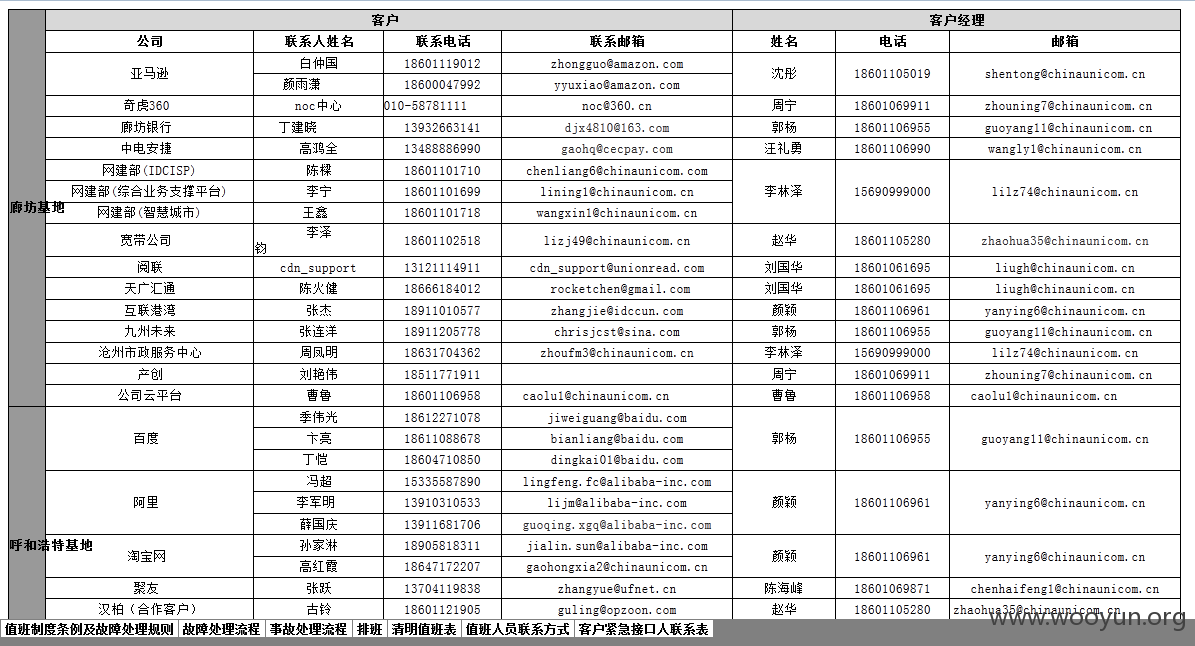 客户 客户经理
公司 联系人姓名 联系电话 联系邮箱 姓名 电话 邮箱
廊坊基地
亚马逊 白仲国 18601119012 zhongguo@amazon.com 沈彤 18601105019 shentong@chinaunicom.cn
颜雨潇 18600047992 yyuxiao@amazon.com
奇虎360 noc中心 010-58781111 noc@360.cn 周宁 18601069911 zhouning7@chinaunicom.cn
廊坊银行 丁建晓 13932663141 djx4810@163.com 郭杨 18601106955 guoyang11@chinaunicom.cn
中电安捷 高鸿全 13488886990 gaohq@cecpay.com 汪礼勇 18601106990 wangly1@chinaunicom.cn
网建部(IDCISP) 陈樑 18601101710 chenliang6@chinaunicom.com 李林泽 15690999000 lilz74@chinaunicom.cn
网建部(综合业务支撑平台) 李宁 18601101699 lining1@chinaunicom.cn
网建部(智慧城市) 王鑫 18601101718 wangxin1@chinaunicom.cn
宽带公司 李泽
钧 18601102518 lizj49@chinaunicom.cn 赵华 18601105280 zhaohua35@chinaunicom.cn
阅联 cdn_support 13121114911 cdn_support@unionread.com 刘国华 18601061695 liugh@chinaunicom.cn
天广汇通 陈火健 18666184012 rocketchen@gmail.com 刘国华 18601061695 liugh@chinaunicom.cn
互联港湾 张杰 18911010577 zhangjie@idccun.com 颜颖 18601106961 yanying6@chinaunicom.cn
九州未来 张连洋 18911205778 chrisjcst@sina.com 郭杨 18601106955 guoyang11@chinaunicom.cn
沧州市政服务中心 周凤明 18631704362 zhoufm3@chinaunicom.cn 李林泽 15690999000 lilz74@chinaunicom.cn
产创 刘艳伟 18511771911 周宁 18601069911 zhouning7@chinaunicom.cn
公司云平台 曹鲁 18601106958 caolu1@chinaunicom.cn 曹鲁 18601106958 caolu1@chinaunicom.cn
呼和浩特基地
百度 季伟光 18612271078 jiweiguang@baidu.com 郭杨 18601106955 guoyang11@chinaunicom.cn
卞亮 18611088678 bianliang@baidu.com
丁恺 18604710850 dingkai01@baidu.com
阿里 冯超 15335587890 lingfeng.fc@alibaba-inc.com 颜颖 18601106961 yanying6@chinaunicom.cn
李军明 13910310533 lijm@alibaba-inc.com
薛国庆 13911681706 guoqing.xgq@alibaba-inc.com
淘宝网 孙家淋 18905818311 jialin.sun@alibaba-inc.com 颜颖 18601106961 yanying6@chinaunicom.cn
高红霞 18647172207 gaohongxia2@chinaunicom.cn
聚友 张跃 13704119838 zhangyue@ufnet.cn 陈海峰 18601069871 chenhaifeng1@chinaunicom.cn
汉柏（合作客户） 古铃 18601121905 guling@opzoon.com 赵华 18601105280 zhaohua35@chinaunicom.cn
www.wooyun.org
值班制度条例及故障处理规则 故障处理流程 事故处理流程 排班 清明值班表 值班人员联系方式 客户紧急接口人联系表